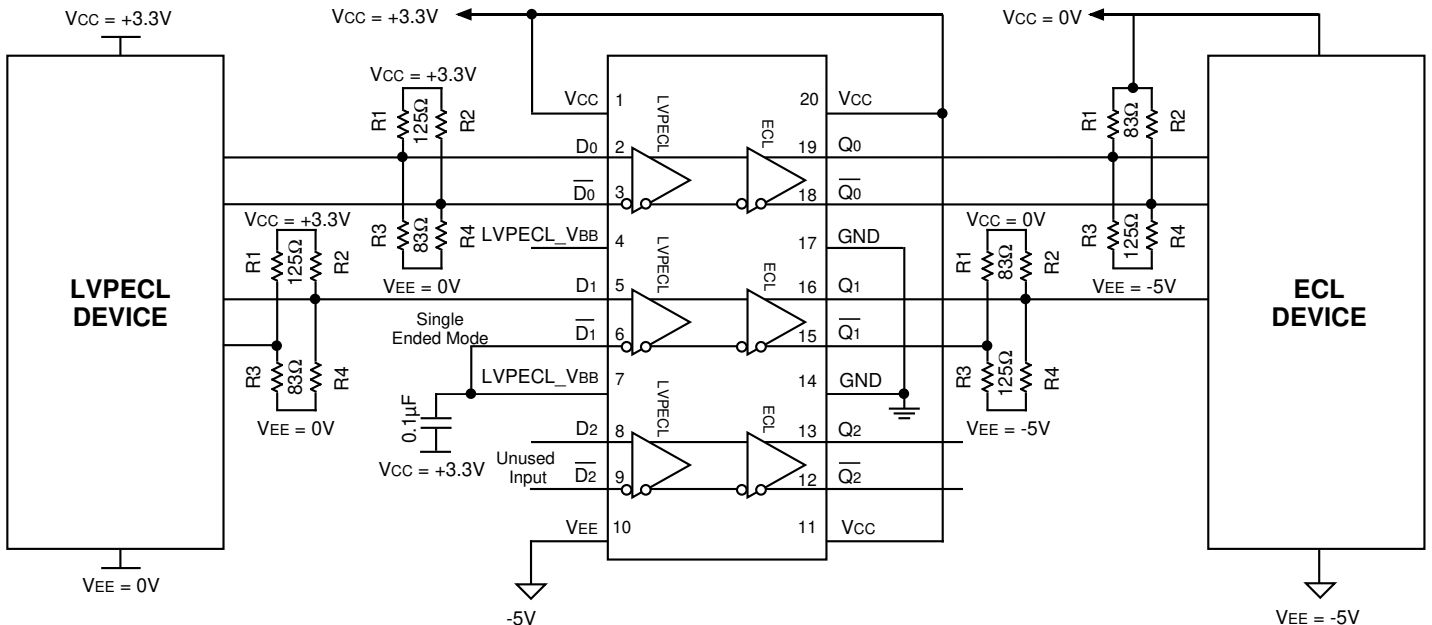 VCC = +3.3V
LVPECL
DEVICE
VEE = 0V
VCC = +3.3V
R1
125Ω
R2
R3
83Ω
R4
VEE = 0V
VCC = +3.3V
R1
125Ω
R2
R3
83Ω
R4
VEE = 0V
Single
Ended Mode
0.1µF
VCC = +3.3V
Unused
Input
VCC = +3.3V
VCC 1
D0 2
D0 3
LVPECL_VBB 4
D1 5
D1 6
LVPECL_VBB 7
D2 8
D2 9
VEE 10
-5V
LVPECL
ECL
LVPECL
ECL
LVPECL
ECL
20 VCC
19 Q0
18 Q0
17 GND
16 Q1
15 Q1
14 GND
13 Q2
12 Q2
11 VCC
VCC = 0V
R1
83Ω
R2
R3
125Ω
R4
VEE = -5V
VCC = 0V
R1
83Ω
R2
R3
125Ω
R4
VEE = -5V
ECL
DEVICE
VEE = -5V